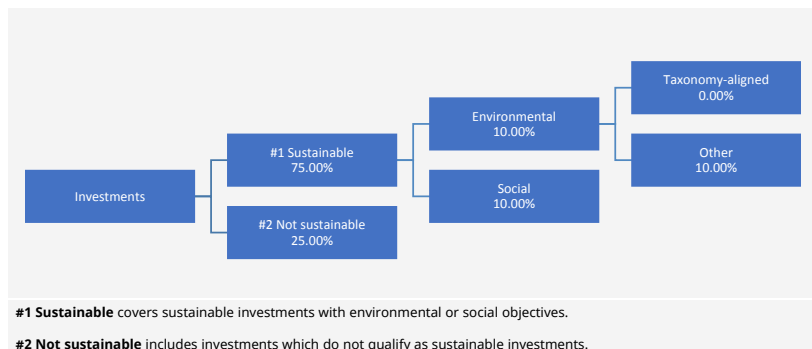 Investments
#1 Sustainable
75.00%
#2 Not sustainable
25.00%
Environmental
10.00%
Social
10.00%
Taxonomy-aligned
0.00%
Other
10.00%
#1 Sustainable covers sustainable investments with environmental or social objectives.
#2 Not sustainable includes investments which do not qualify as sustainable investments.